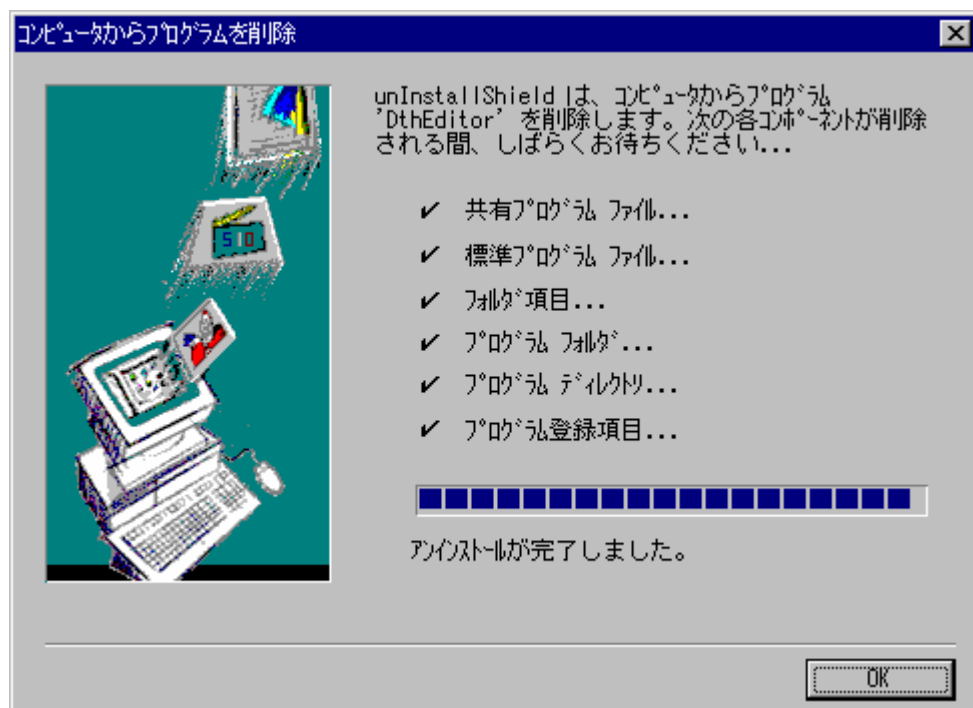 ｺﾝﾋﾟｭｰﾀからﾌﾟﾛｸﾞﾗﾑを削除
unInstallShield は、ｺﾝﾋﾟｭｰﾀからﾌﾟﾛｸﾞﾗﾑ
'DthEditor' を削除します。次の各ｺﾝﾎﾟｰﾈﾝﾄが削除
される間、しばらくお待ちください...
✔ 共有ﾌﾟﾛｸﾞﾗﾑ ﾌｧｲﾙ...
✔ 標準ﾌﾟﾛｸﾞﾗﾑ ﾌｧｲﾙ...
✔ ﾌｫﾙﾀﾞ項目...
✔ ﾌﾟﾛｸﾞﾗﾑ ﾌｫﾙﾀﾞ...
✔ ﾌﾟﾛｸﾞﾗﾑ ﾃﾞｨﾚｸﾄﾘ...
✔ ﾌﾟﾛｸﾞﾗﾑ登録項目...
ｱﾝｲﾝｽﾄｰﾙが完了しました。
OK